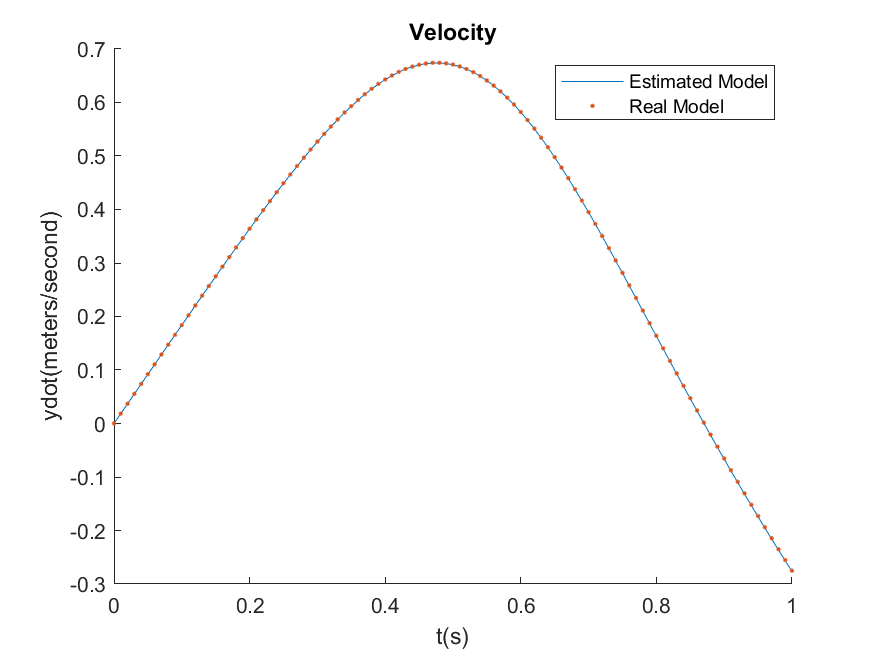 Velocity
0.7
0.6
0.5
0.4
0.3
0.2
0.1
0
-0.1
-0.2
-0.3
ydot(meters/second)
Estimated Model
Real Model
0 0.2 0.4 0.6 0.8 1
t(s)